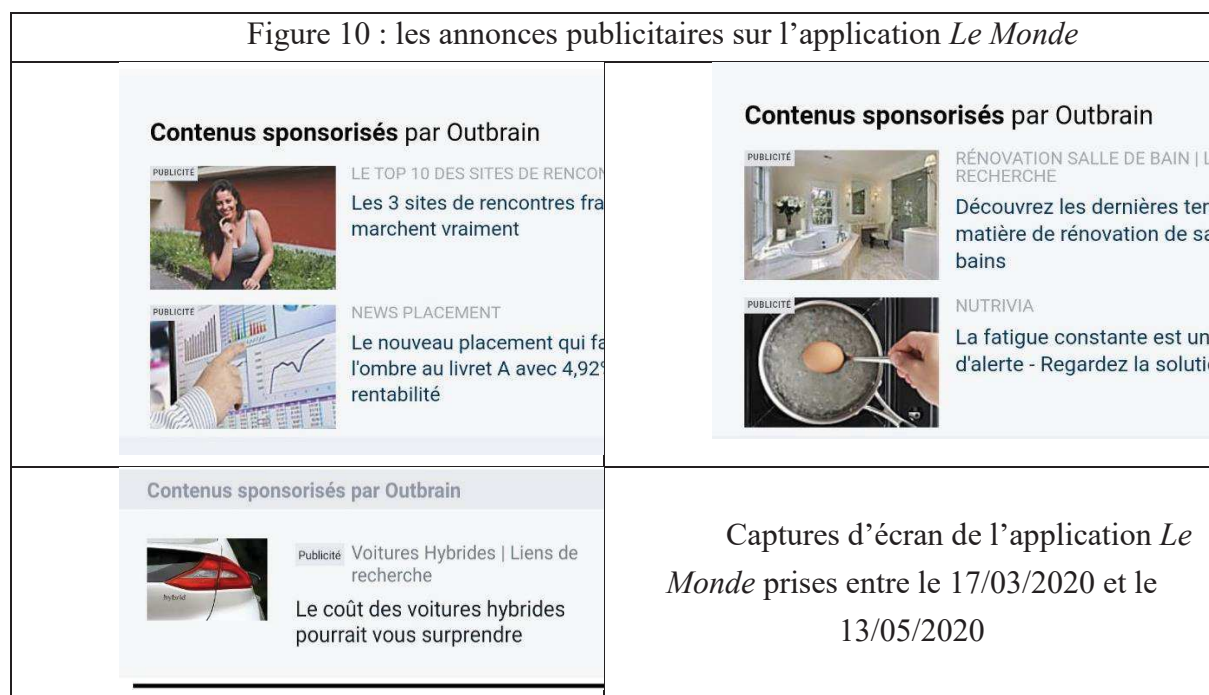 Figure 10 : les annonces publicitaires sur l’application Le Monde
Contenus sponsorisés par Outbrain
PUBLICITÉ
LE TOP 10 DES SITES DE RENCON
Les 3 sites de rencontres fra
marchent vraiment
PUBLICITÉ
NEWS PLACEMENT
Le nouveau placement qui fa
l'ombre au livret A avec 4,92%
rentabilité
Contenus sponsorisés par Outbrain
PUBLICITÉ
RÉNOVATION SALLE DE BAIN | L
RECHERCHE
Découvrez les dernières ten
matière de rénovation de sa
bains
PUBLICITÉ
NUTRIVIA
La fatigue constante est un
d'alerte - Regardez la soluti
Contenus sponsorisés par Outbrain
hybrid
Publicité Voitures Hybrides | Liens de
recherche
Le coût des voitures hybrides
pourrait vous surprendre
Captures d’écran de l’application Le
Monde prises entre le 17/03/2020 et le
13/05/2020